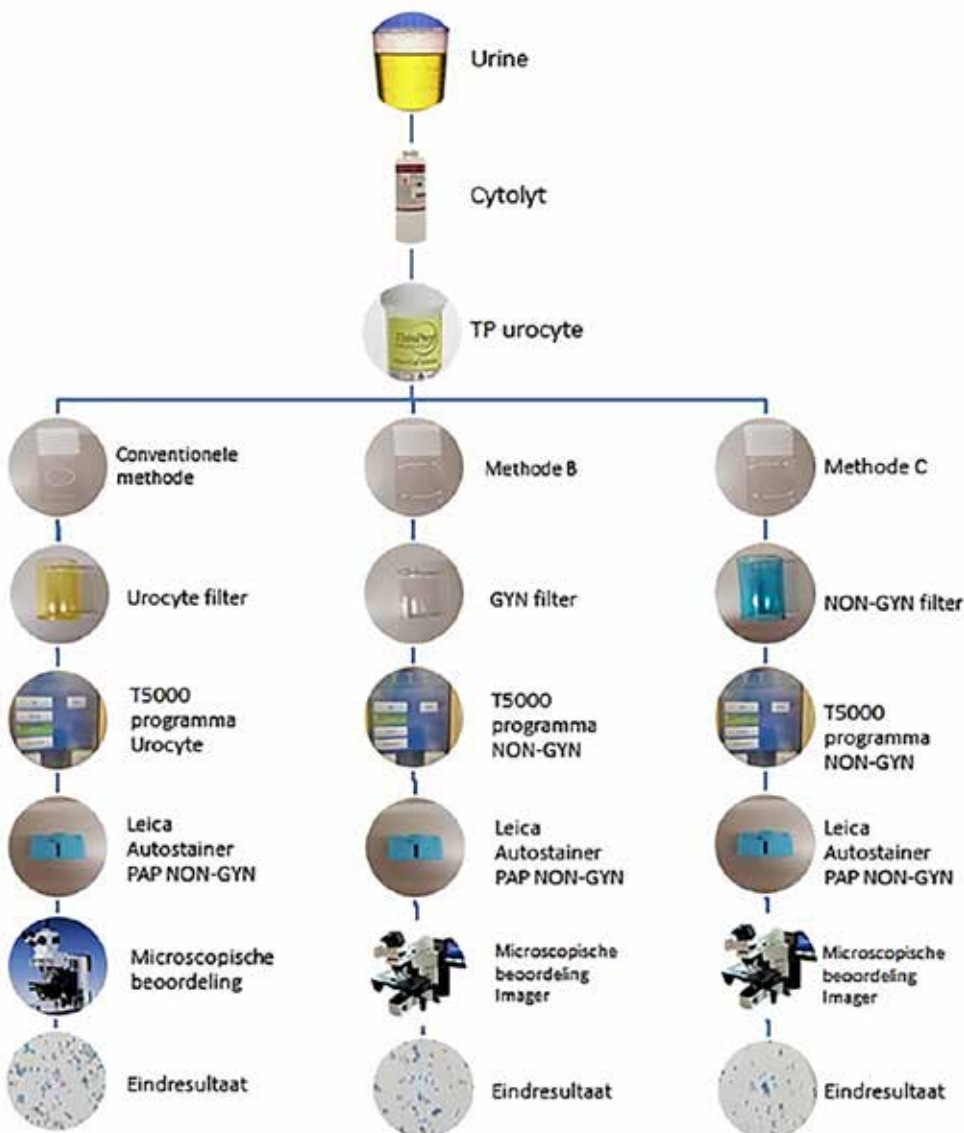 Urine
Cytolyt
TP urocyte
Conventionele
methode
Methode B
Methode C
Urocyte filter
GYN filter
NON-GYN filter
T5000
programma
Urocyte
T5000
programma
NON-GYN
T5000
programma
NON-GYN
Leica
Autostainer
PAP NON-GYN
Leica
Autostainer
PAP NON-GYN
Leica
Autostainer
PAP NON-GYN
Microscopische
beoordeling
Microscopische
beoordeling
Imager
Microscopische
beoordeling
Imager
Eindresultaat
Eindresultaat
Eindresultaat